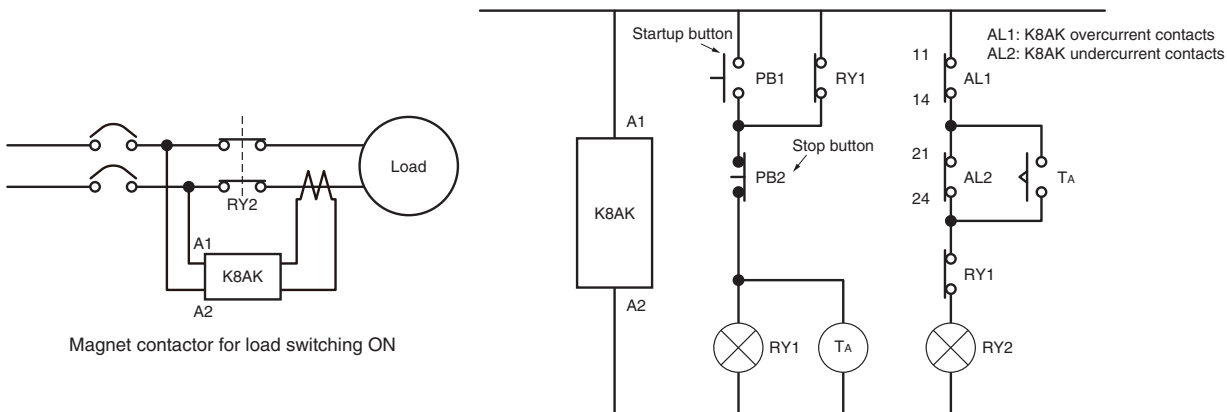 Load
RY2
A1
K8AK
A2
Magnet contactor for load switching ON
A1
K8AK
A2
Startup button
PB1
RY1
Stop button
PB2
RY1
TA
AL1: K8AK overcurrent contacts
AL2: K8AK undercurrent contacts
11
AL1
14
21
AL2
TA
24
RY1
RY2